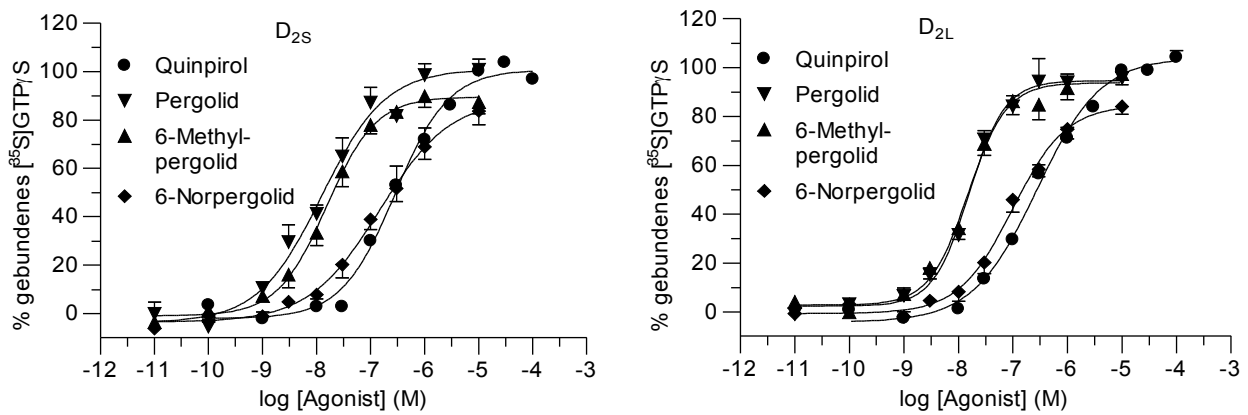 D2S
Quinpirol
Pergolid
6-Methyl-
pergolid
6-Norpergolid
% gebundenes [35S]GTPγS
120
100
80
60
40
20
0
-12 -11 -10 -9 -8 -7 -6 -5 -4 -3
log [Agonist] (M)
D2L
Quinpirol
Pergolid
6-Methyl-
pergolid
6-Norpergolid
% gebundenes [35S]GTPγS
120
100
80
60
40
20
0
-12 -11 -10 -9 -8 -7 -6 -5 -4 -3
log [Agonist] (M)